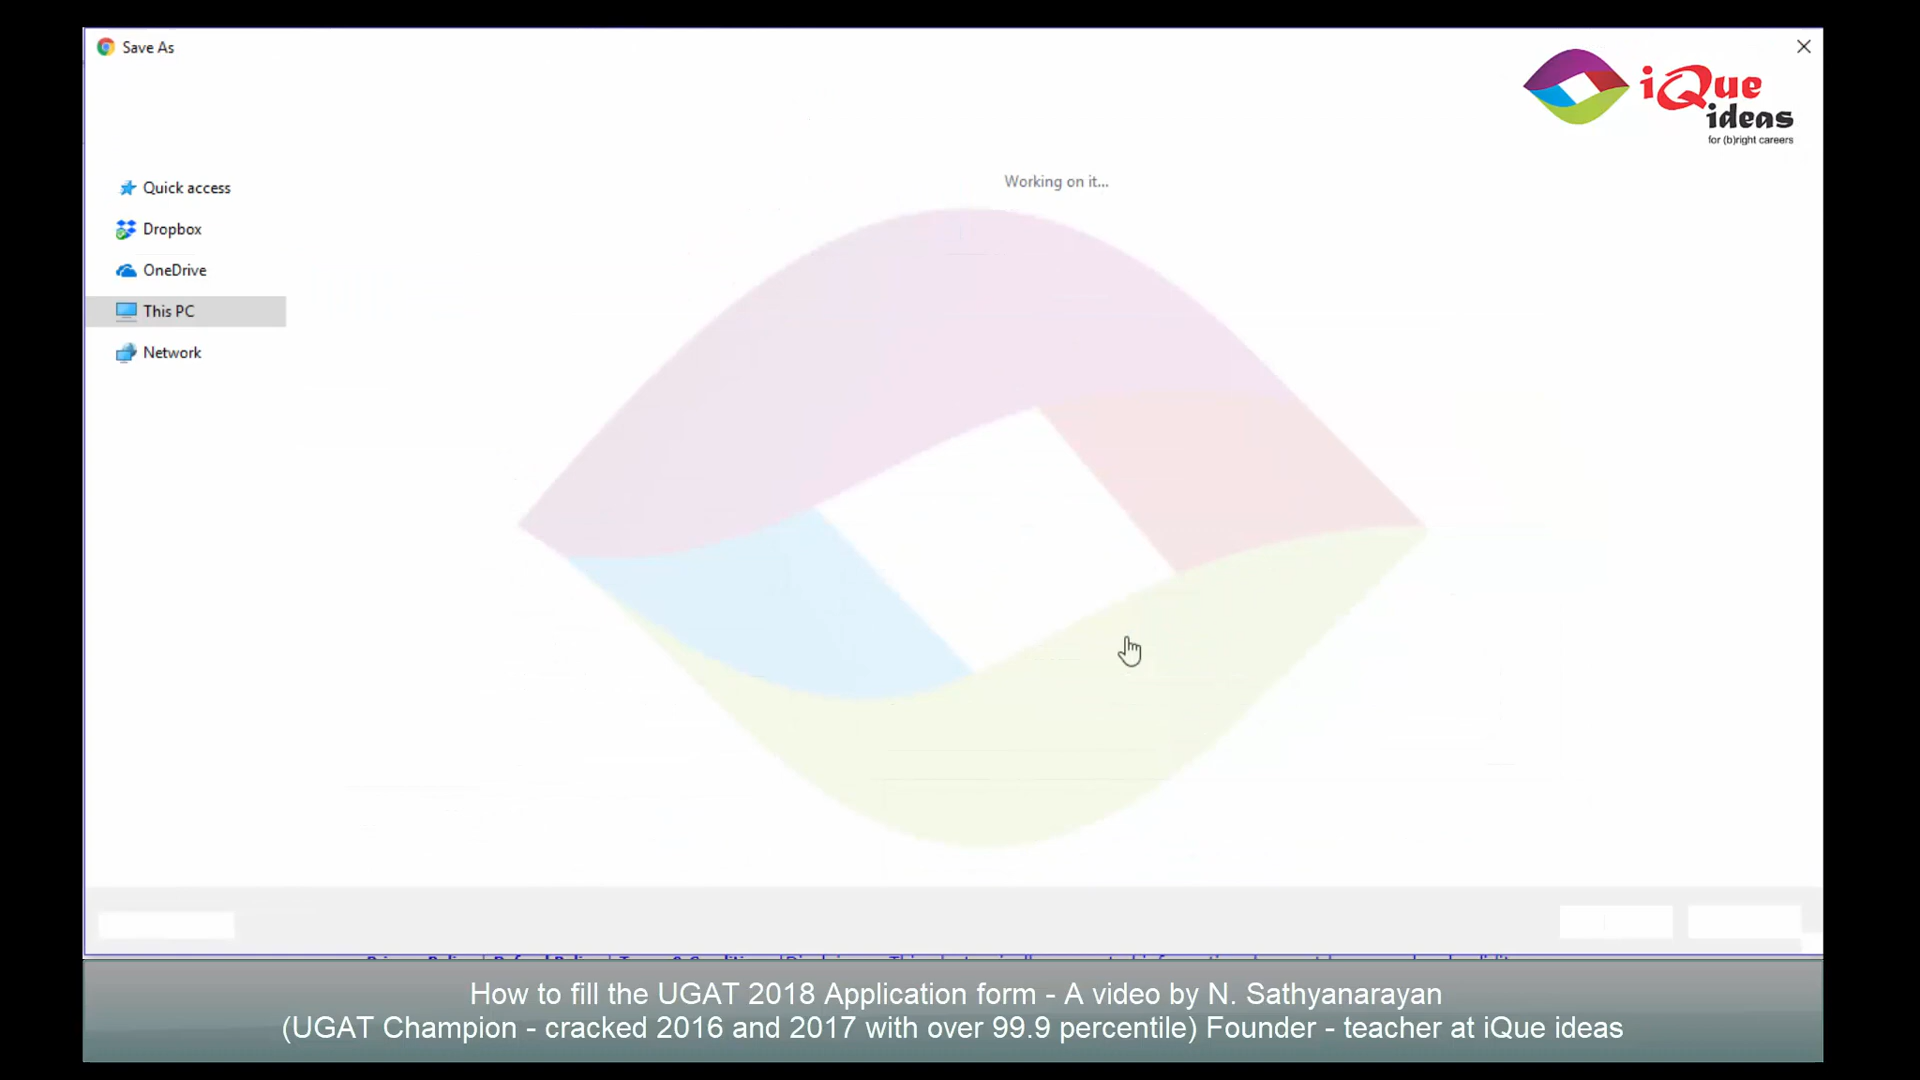 Save As
iQue
ideas
for (b)right careers
Quick access
Working on it...
Dropbox
OneDrive
This PC
Network
How to fill the UGAT 2018 Application form - A video by N. Sathyanarayan
(UGAT Champion - cracked 2016 and 2017 with over 99.9 percentile) Founder - teacher at iQue ideas